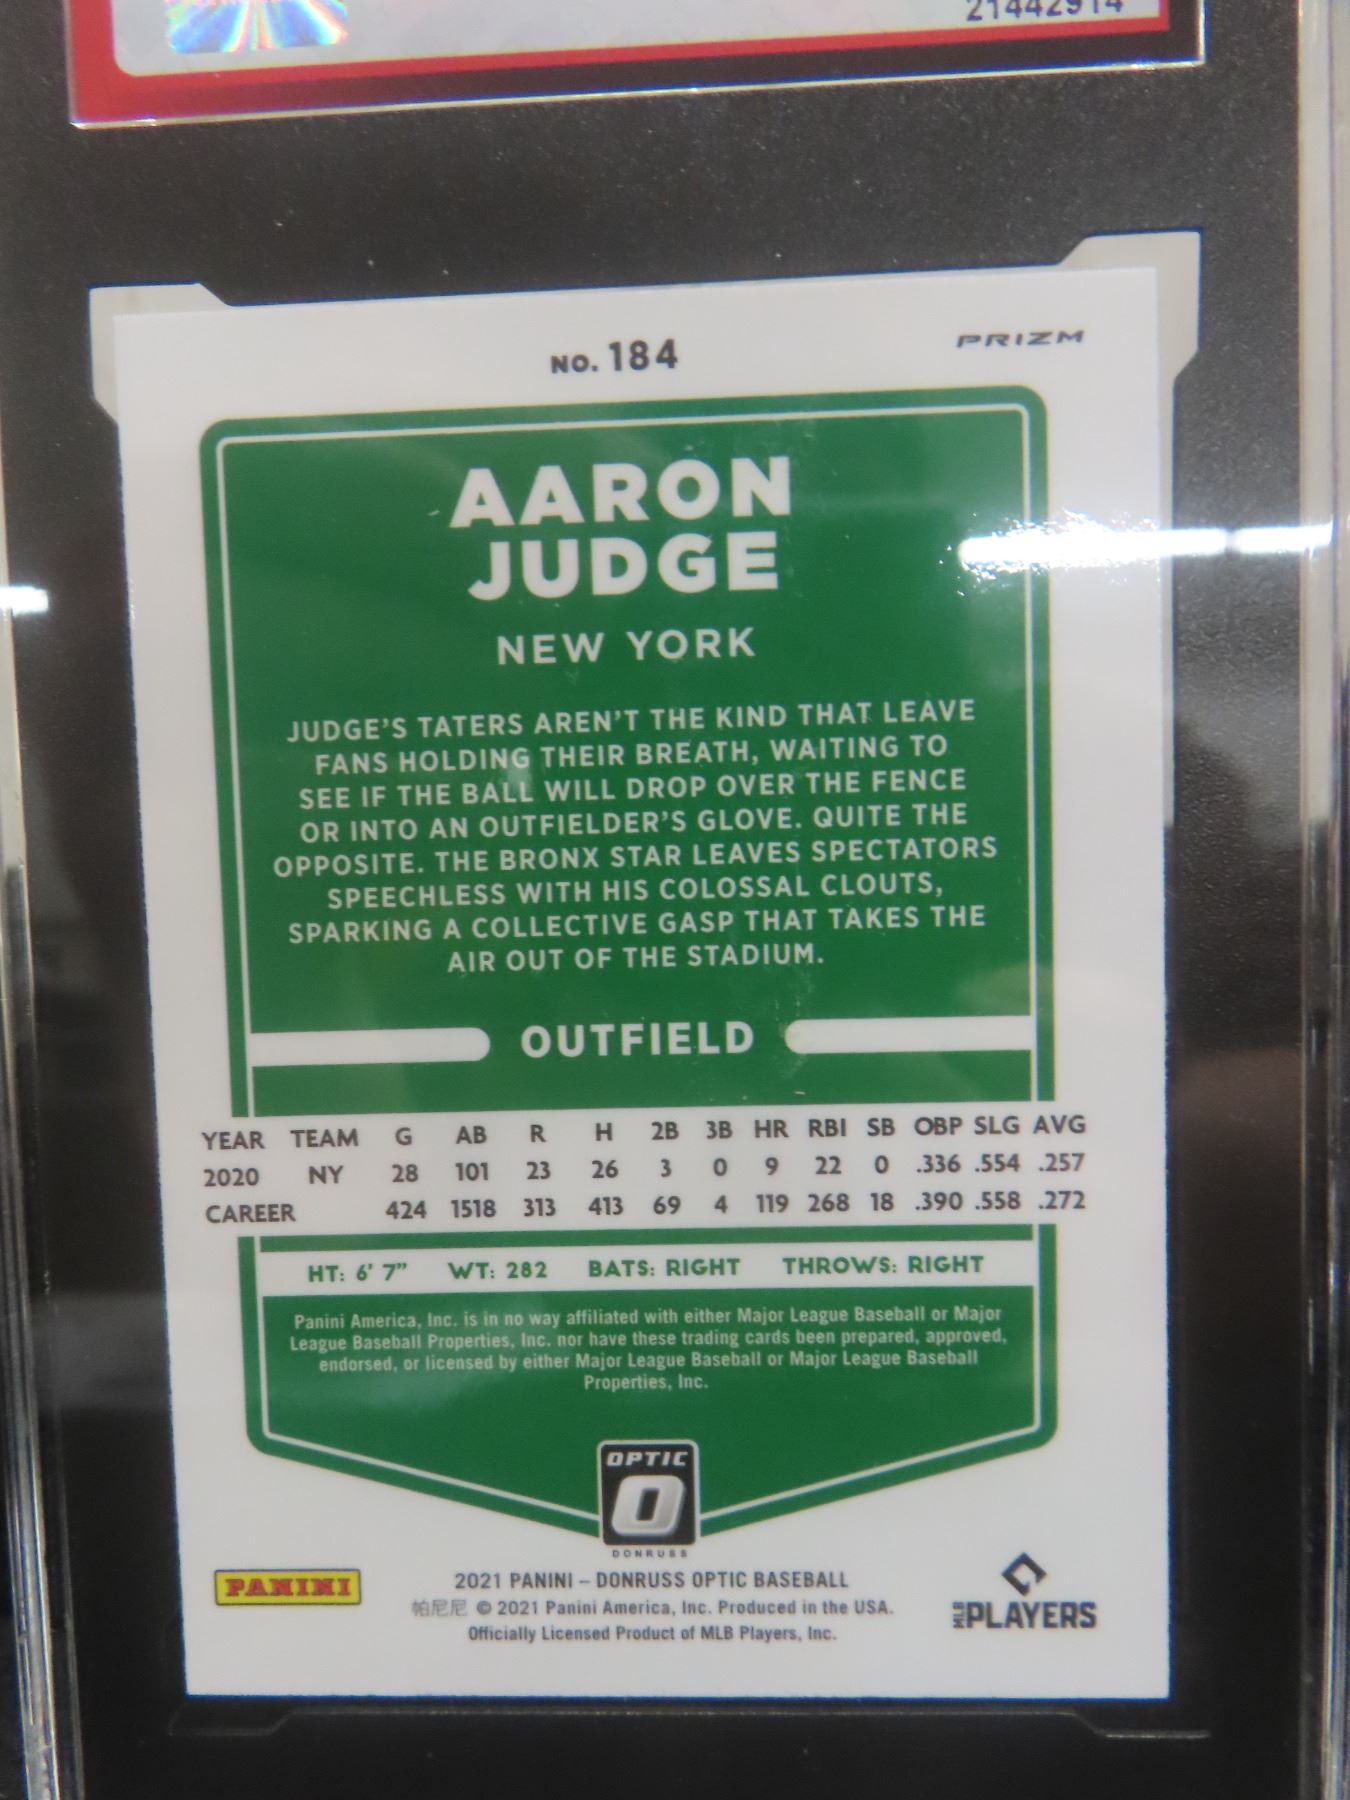 21442914
NO. 184
PRIZM
AARON
JUDGE
NEW YORK
JUDGE'S TATERS AREN'T THE KIND THAT LEAVE
FANS HOLDING THEIR BREATH, WAITING TO
SEE IF THE BALL WILL DROP OVER THE FENCE
OR INTO AN OUTFIELDER'S GLOVE. QUITE THE
OPPOSITE. THE BRONX STAR LEAVES SPECTATORS
SPEECHLESS WITH HIS COLOSSAL CLOUTS,
SPARKING A COLLECTIVE GASP THAT TAKES THE
AIR OUT OF THE STADIUM.
OUTFIELD
YEAR TEAM G AB R H 2B 3B HR RBI SB OBP SLG AVG
2020 NY 28 101 23 26 3 0 9 22 0 .336 .554 .257
CAREER 424 1518 313 413 69 4 119 268 18 .390 .558 .272
HT: 6' 7" WT: 282 BATS: RIGHT THROWS: RIGHT
Panini America, Inc. is in no way affiliated with either Major League Baseball or Major
League Baseball Properties, Inc. nor have these trading cards been prepared, approved,
endorsed, or licensed by either Major League Baseball or Major League Baseball
Properties, Inc.
OPTIC
O
DONRUSS
PANINI
2021 PANINI – DONRUSS OPTIC BASEBALL
帕尼尼 © 2021 Panini America, Inc. Produced in the USA.
Officially Licensed Product of MLB Players, Inc.
MLB PLAYERS